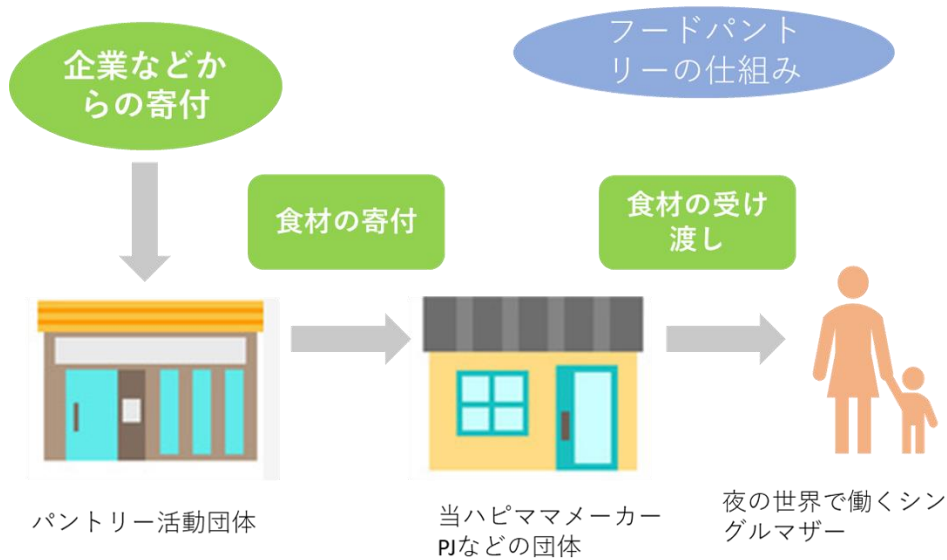 企業などか
らの寄付
フードパント
リーの仕組み
食材の寄付
食材の受け
渡し
パントリー活動団体
当ハピママメーカー
PJなどの団体
夜の世界で働くシン
グルマザー